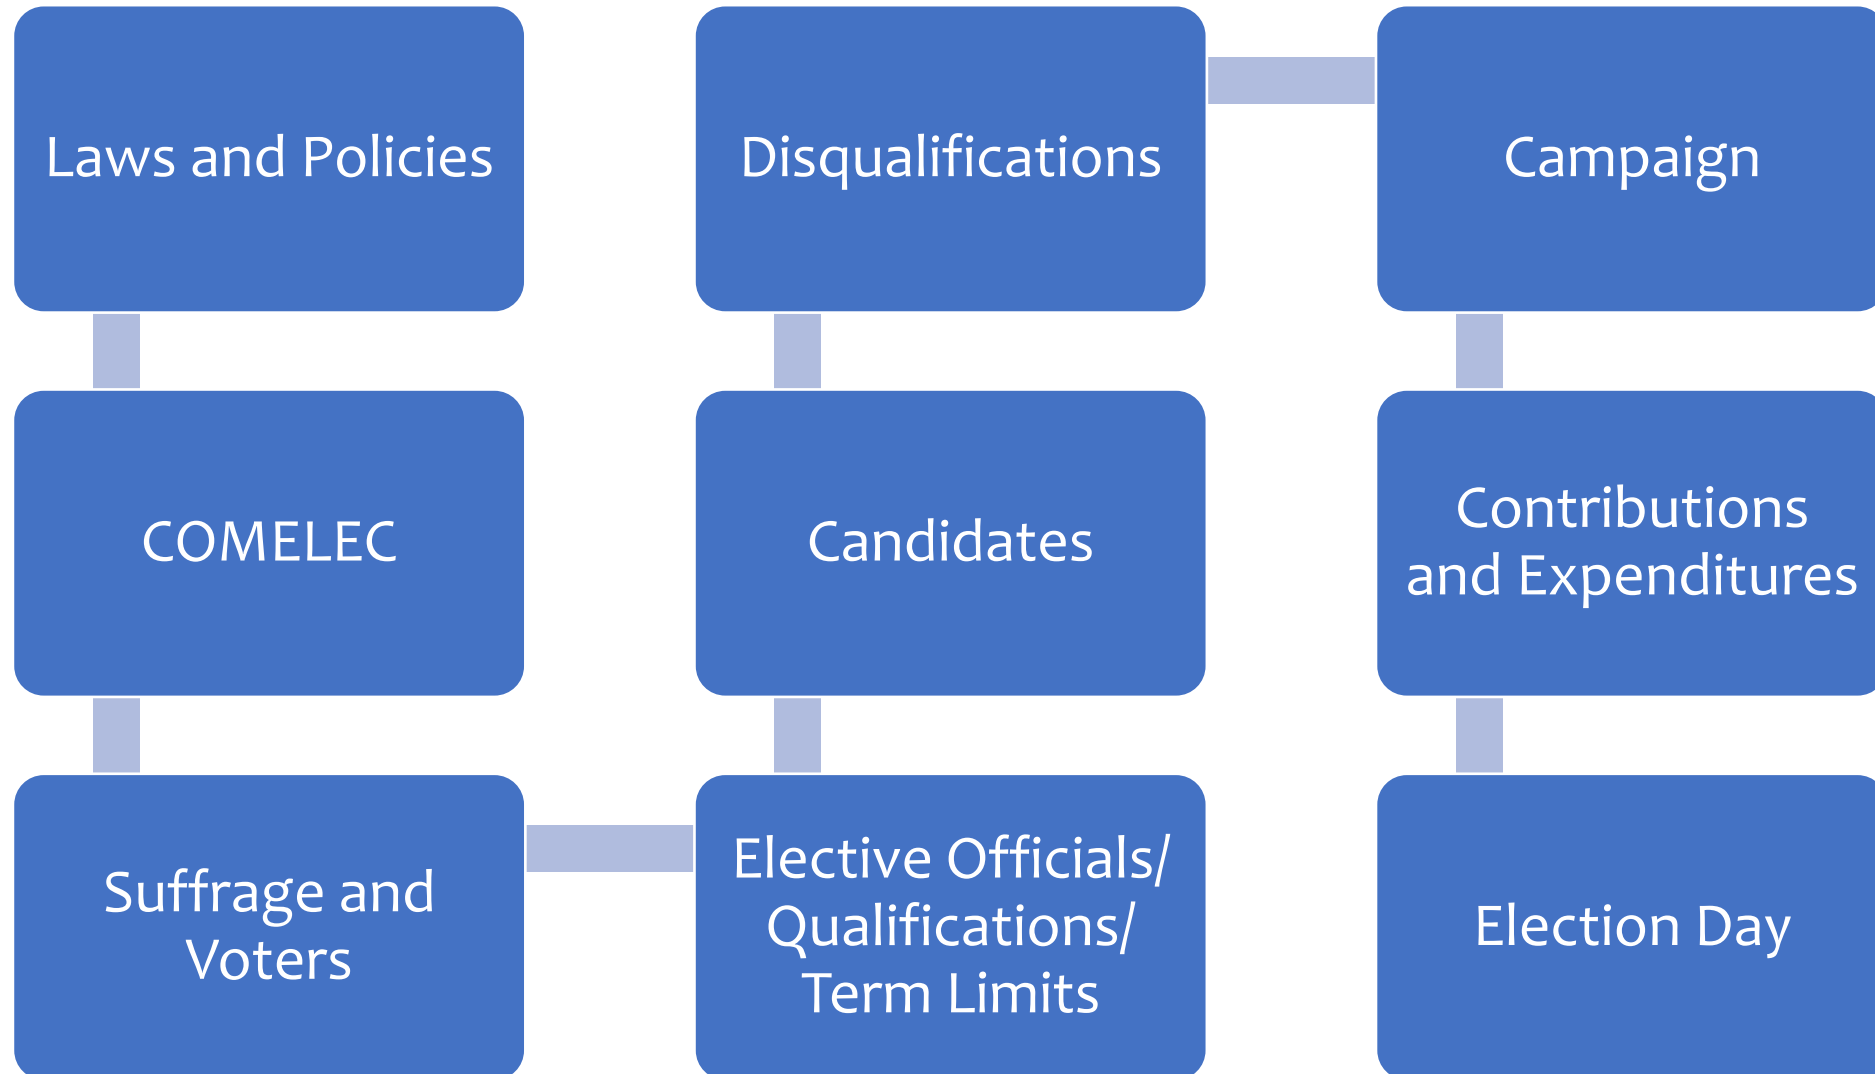 Laws and Policies
COMELEC
Suffrage and
Voters
Elective Officials/
Qualifications/
Term Limits
Candidates
Disqualifications
Campaign
Contributions
and Expenditures
Election Day